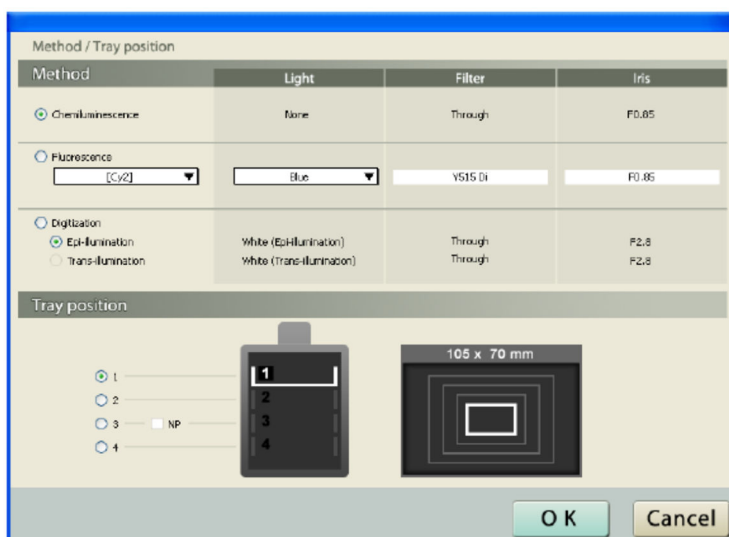 Method / Tray position
Method Light Filter Iris
Chemiluminescence None Through F0.85
Fluorescence
[Cy2] Blue Y515 Di F0.85
Digitization
Epi-illumination White (Epi-illumination) Through F2.8
Trans-illumination White (Trans-illumination) Through F2.8
Tray position
105 x 70 mm
1 1
2 2
3 NP 3
4 4
OK Cancel